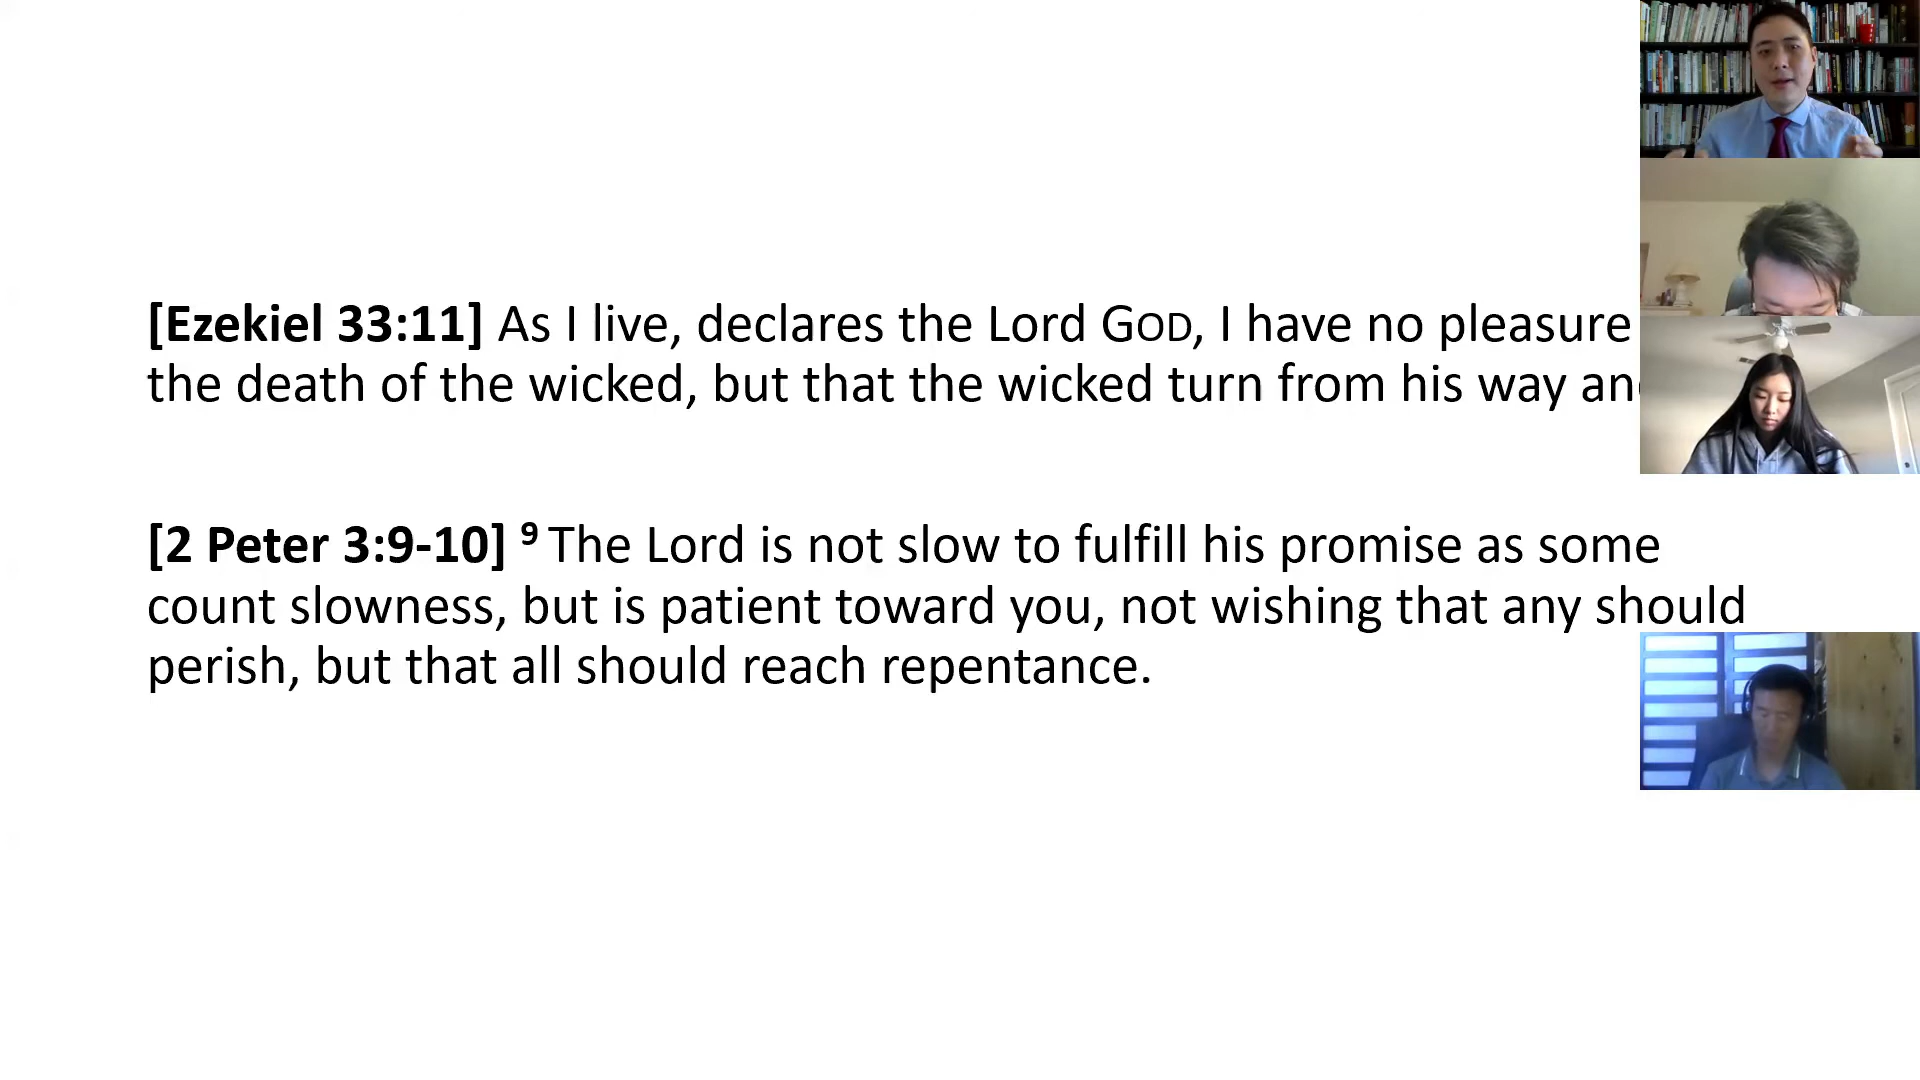 [Ezekiel 33:11] As I live, declares the Lord GOD, I have no pleasure
the death of the wicked, but that the wicked turn from his way
[2 Peter 3:9-10] ⁹ The Lord is not slow to fulfill his promise as some
count slowness, but is patient toward you, not wishing that any should
perish, but that all should reach repentance.